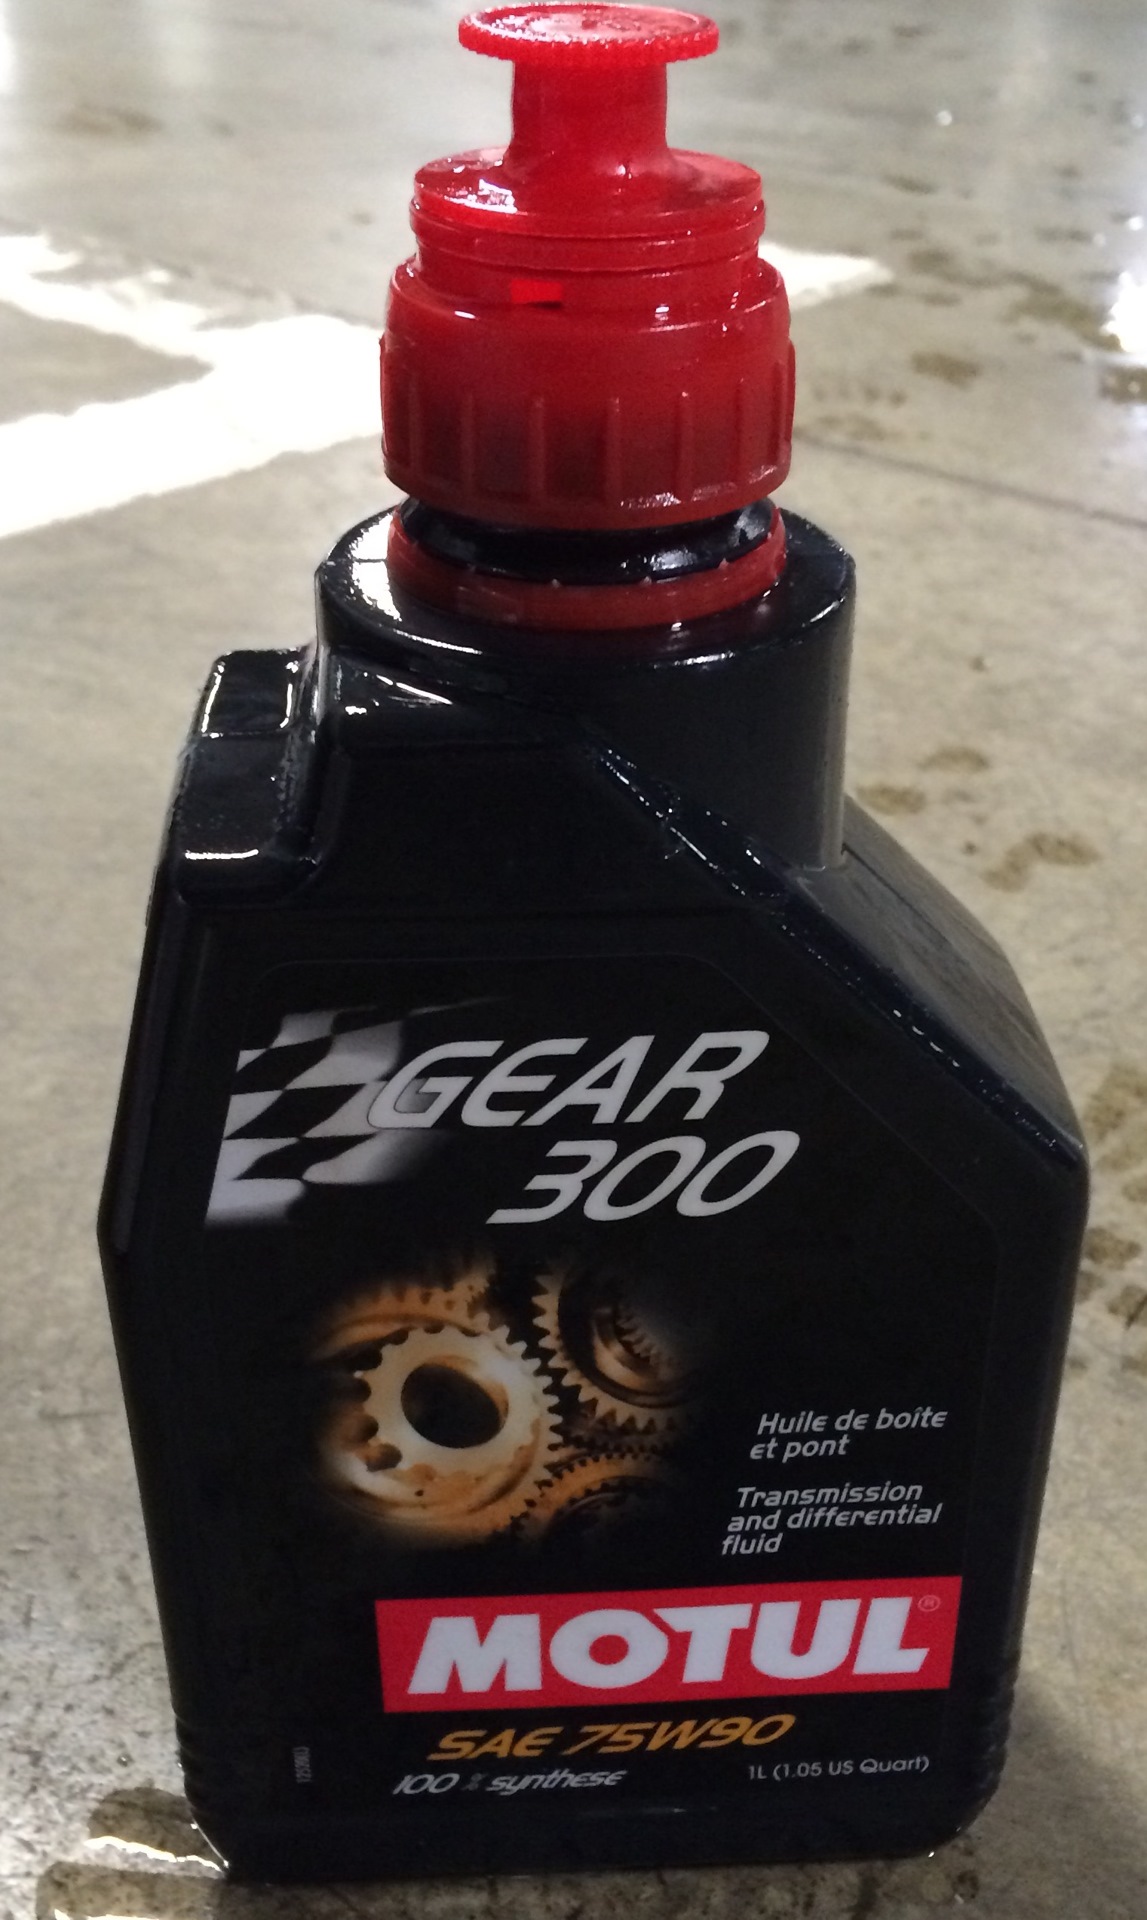 GEAR
300
Huile de boîte
et pont
Transmission
and differential
fluid
MOTUL®
SAE 75W90
100 % synthese
1L (1.05 US Quart)